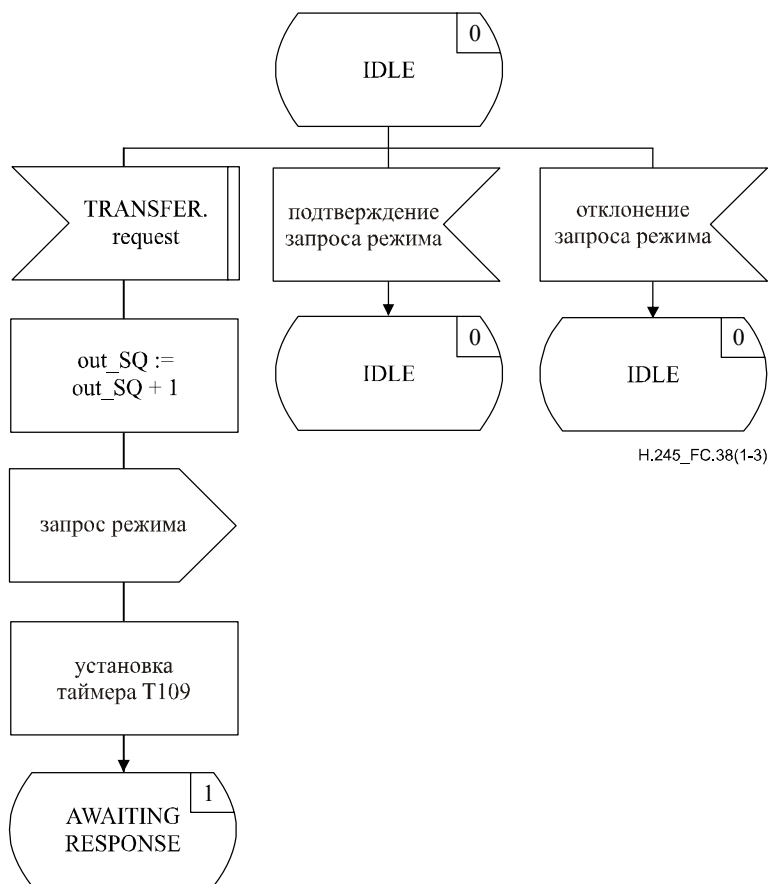 0
IDLE
TRANSFER.
request
подтверждение
запроса режима
отклонение
запроса режима
out_SQ :=
out_SQ + 1
0
IDLE
0
IDLE
H.245_FC.38(1-3)
запрос режима
установка
таймера T109
1
AWAITING
RESPONSE